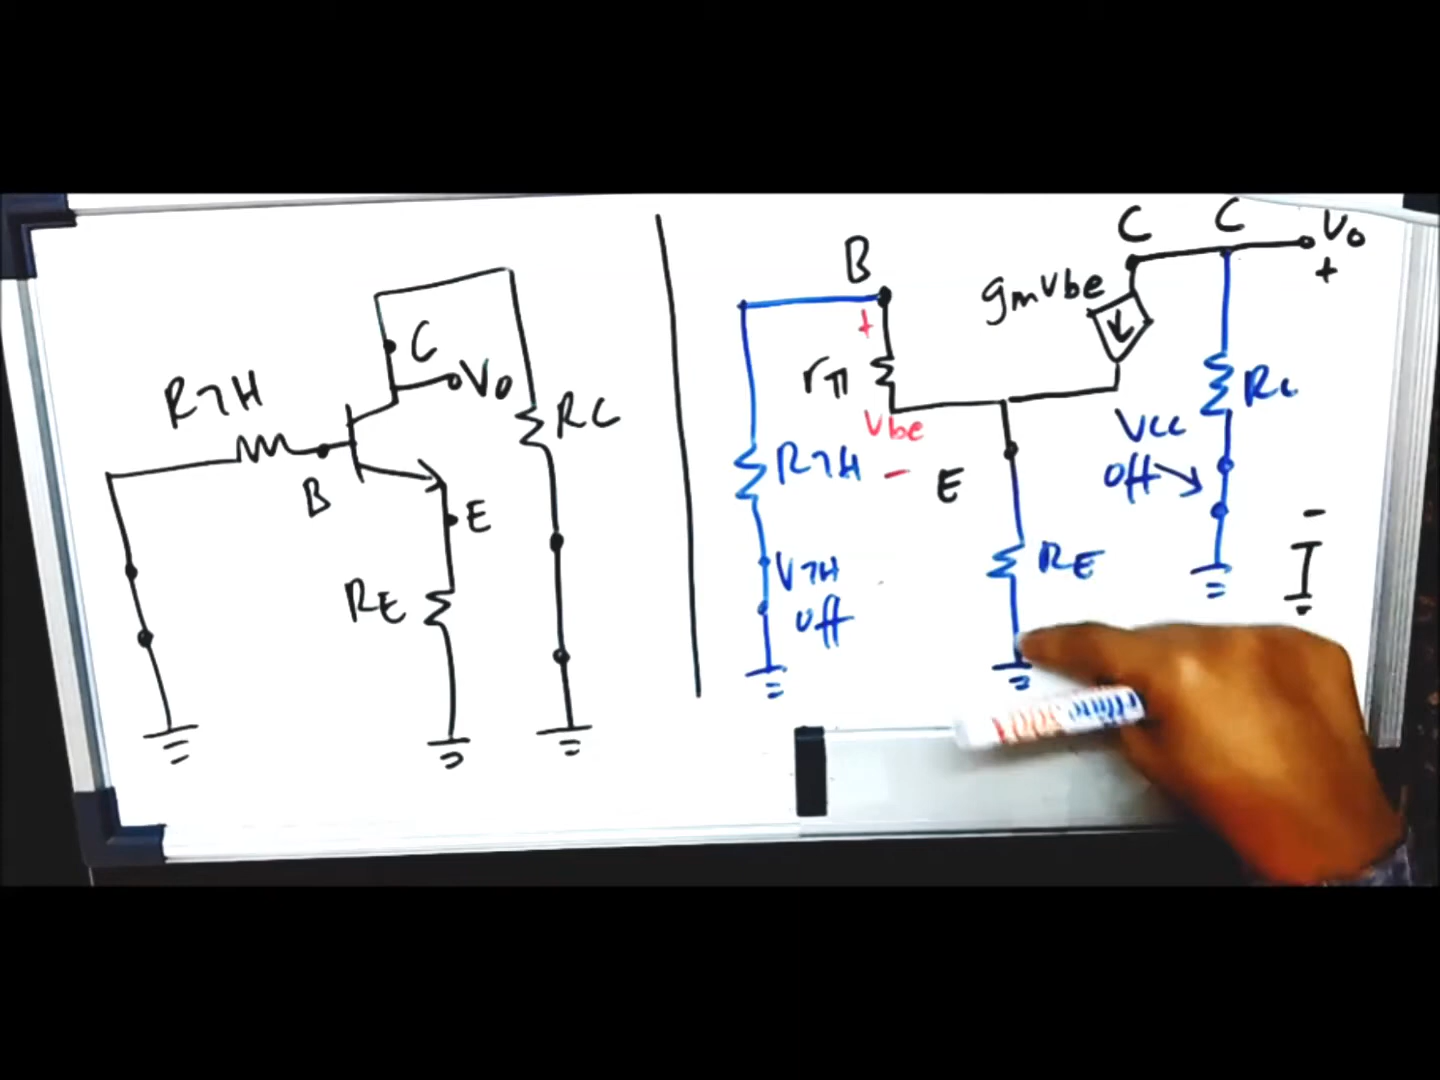 RTH
B
C
Vo
RC
E
RE
B
+
rπ
Vbe
-
RTH
VTH
off
E
RE
gmvbe
C
C
Vo
+
RC
VCC
off
-